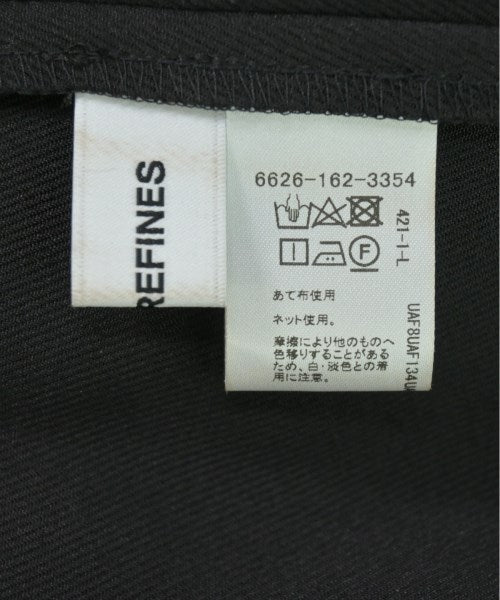 REFINES
6626-162-3354
あて布使用
ネット使用。
摩擦により他のものへ
色移りすることがある
ため、白・淡色との着
用に注意。
421-1-L
UAF8UAF134U